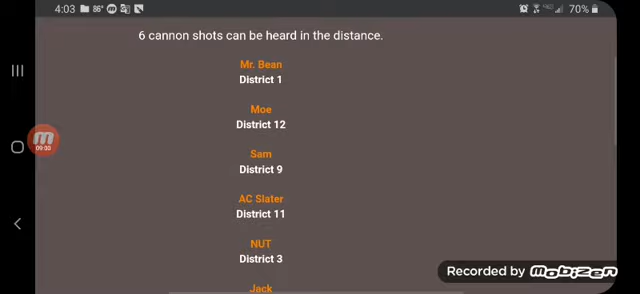 4:03 86° 70%
6 cannon shots can be heard in the distance.
Mr. Bean
District 1
Moe
District 12
Sam
District 9
AC Slater
District 11
NUT
District 3
Jack
09:30
Recorded by mobizen